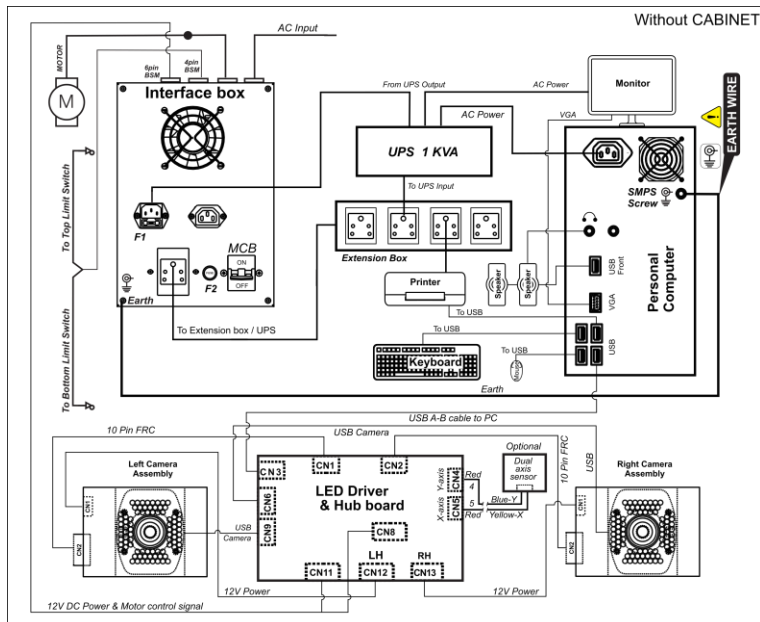 Without CABINET
AC Input
MOTOR
M
6pin
BSM
4pin
BSM
Interface box
From UPS Output
AC Power
Monitor
VGA
AC Power
EARTH WIRE
UPS 1 KVA
To UPS Input
SMPS
Screw
To Top Limit Switch
F1
MCB
ON
OFF
F2
Earth
Extension Box
Printer
Speaker
Speaker
USB
Front
VGA
USB
Personal
Computer
To USB
To Extension box / UPS
To USB
Keyboard
To USB
Mouse
To Bottom Limit Switch
Earth
USB A-B cable to PC
10 Pin FRC
USB Camera
10 Pin FRC
USB
Left Camera
Assembly
CN1
CN2
CN3
CN1
CN2
LED Driver
& Hub board
CN6
CN9
USB
Camera
CN8
Y-axis
CN4
X-axis
CN5
Red
4
5
Red
Blue-Y
Yellow-X
Optional
Dual
axis
sensor
Right Camera
Assembly
CN1
CN2
LH
RH
CN11
CN12
CN13
12V Power
12V Power
12V DC Power & Motor control signal